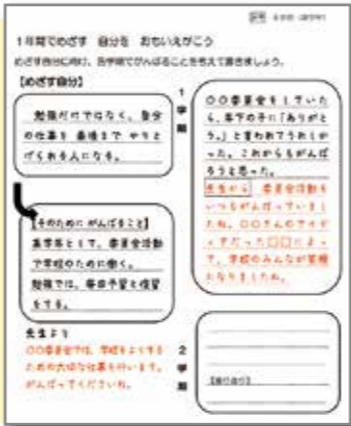 1年間でめざす 自分を おもいえがこう
めざす自分に向け、各学期でがんばることを考えて書きましょう。
【めざす自分】
勉強だけではなく、自分
の仕事を 最後まで やりと
げられる人になる。
【そのために がんばること】
高学年として、委員会活動
で学校のために働く。
勉強では、毎日予習と復習
をする。
先生より
〇〇委員会では、学校をよくする
ための大切な仕事を行います。
がんばってくださいね。
1
学
期
〇〇委員会をしていた
ら、年下の子に「ありがと
う。」と言われてうれしか
った。これからもがんば
ろうと思った。
先生から 委員会活動を
いつもがんばっていまし
たね。〇〇さんのアイデ
ィアだった□□によっ
て、学校のみんなが笑顔
になりましたね。
2
学
期
【振り返り】